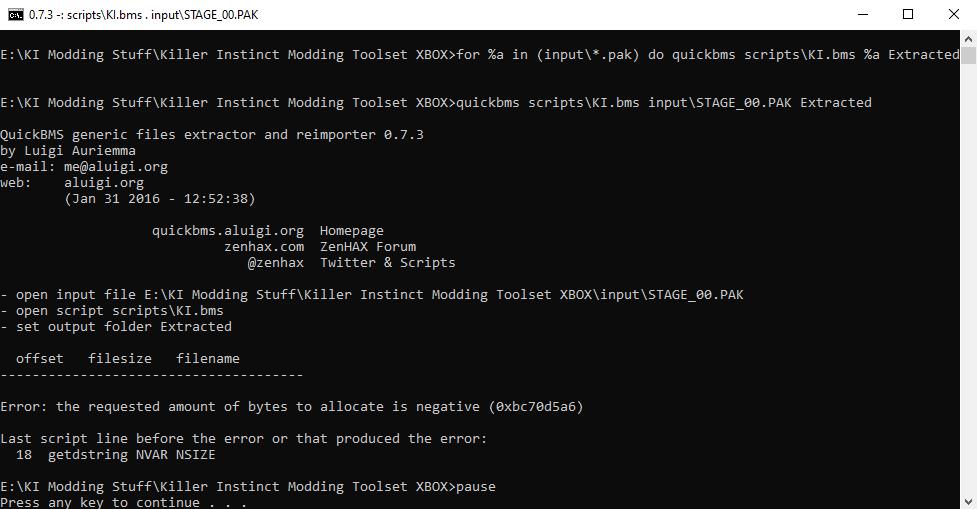 0.7.3 -: scripts\KI.bms . input\STAGE_00.PAK
E:\KI Modding Stuff\Killer Instinct Modding Toolset XBOX>for %a in (input\*.pak) do quickbms scripts\KI.bms %a Extracted
E:\KI Modding Stuff\Killer Instinct Modding Toolset XBOX>quickbms scripts\KI.bms input\STAGE_00.PAK Extracted
QuickBMS generic files extractor and reimporter 0.7.3
by Luigi Auriemma
e-mail: me@aluigi.org
web:    aluigi.org
(Jan 31 2016 - 12:52:38)
quickbms.aluigi.org  Homepage
zenhax.com  ZenHAX Forum
@zenhax  Twitter & Scripts
- open input file E:\KI Modding Stuff\Killer Instinct Modding Toolset XBOX\input\STAGE_00.PAK
- open script scripts\KI.bms
- set output folder Extracted
offset   filesize   filename
--------------------------------------
Error: the requested amount of bytes to allocate is negative (0xbc70d5a6)
Last script line before the error or that produced the error:
18  getdstring NVAR NSIZE
E:\KI Modding Stuff\Killer Instinct Modding Toolset XBOX>pause
Press any key to continue . . .